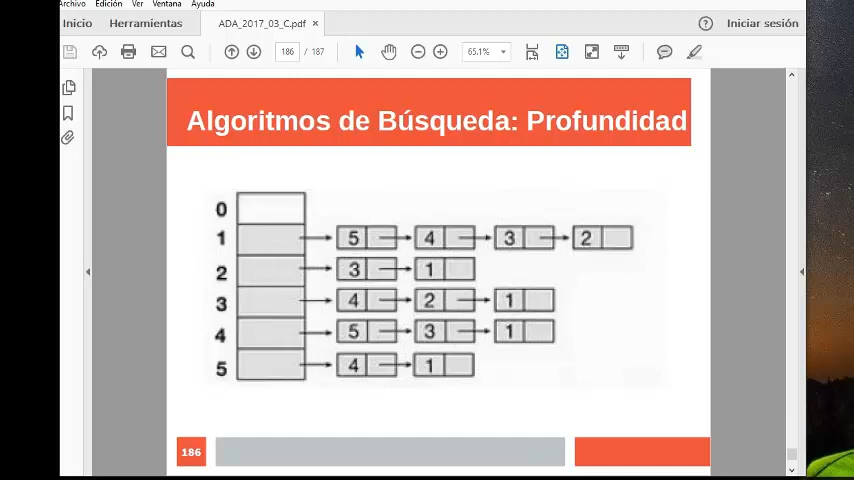 Archivo Edición Ver Ventana Ayuda
Inicio Herramientas ADA_2017_03_C.pdf × ? Iniciar sesión
186 / 187 65.1%
Algoritmos de Búsqueda: Profundidad
0
1 5 4 3 2
2 3 1
3 4 2 1
4 5 3 1
5 4 1
186